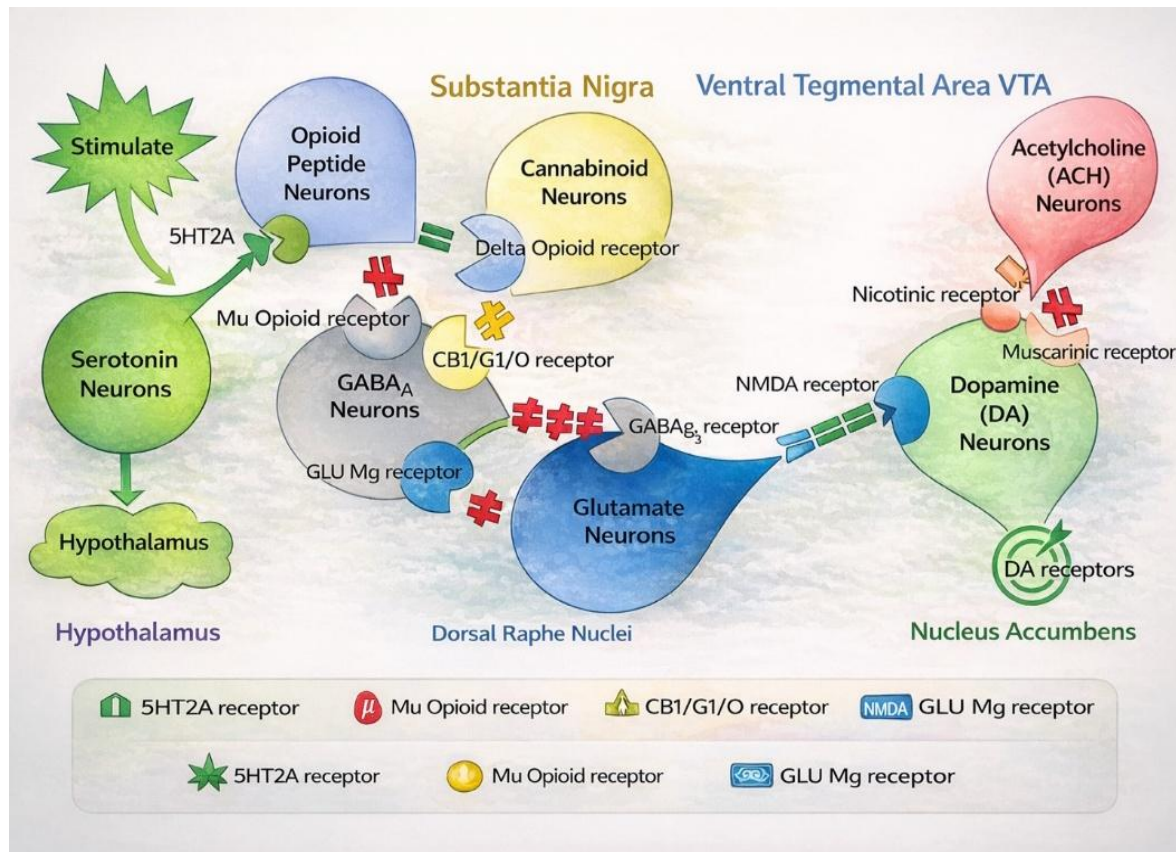 Substantia Nigra
Ventral Tegmental Area VTA
Stimulate
Opioid
Peptide
Neurons
Cannabinoid
Neurons
Acetylcholine
(ACH)
Neurons
5HT2A
Delta Opioid receptor
Nicotinic receptor
Mu Opioid receptor
Muscarinic receptor
Serotonin
Neurons
CB1/G1/O receptor
GABAA
Neurons
NMDA receptor
Dopamine
(DA)
Neurons
GABAg3 receptor
GLU Mg receptor
Glutamate
Neurons
Hypothalamus
DA receptors
Hypothalamus
Dorsal Raphe Nuclei
Nucleus Accumbens
5HT2A receptor
μ Mu Opioid receptor
CB1/G1/O receptor
NMDA GLU Mg receptor
5HT2A receptor
Mu Opioid receptor
GLU Mg receptor